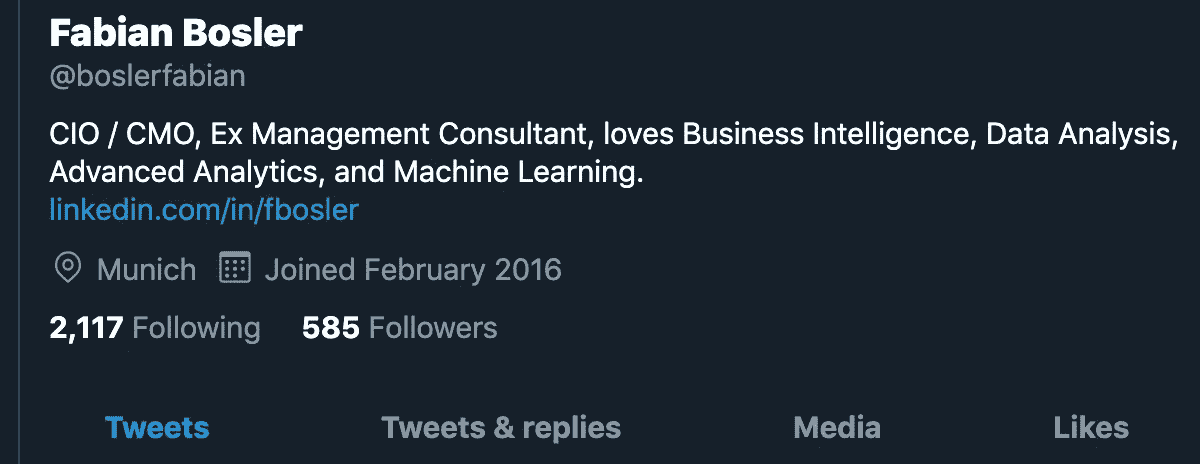 Fabian Bosler
@boslerfabian
CIO / CMO, Ex Management Consultant, loves Business Intelligence, Data Analysis,
Advanced Analytics, and Machine Learning.
linkedin.com/in/fbosler
Munich Joined February 2016
2,117 Following 585 Followers
Tweets Tweets & replies Media Likes